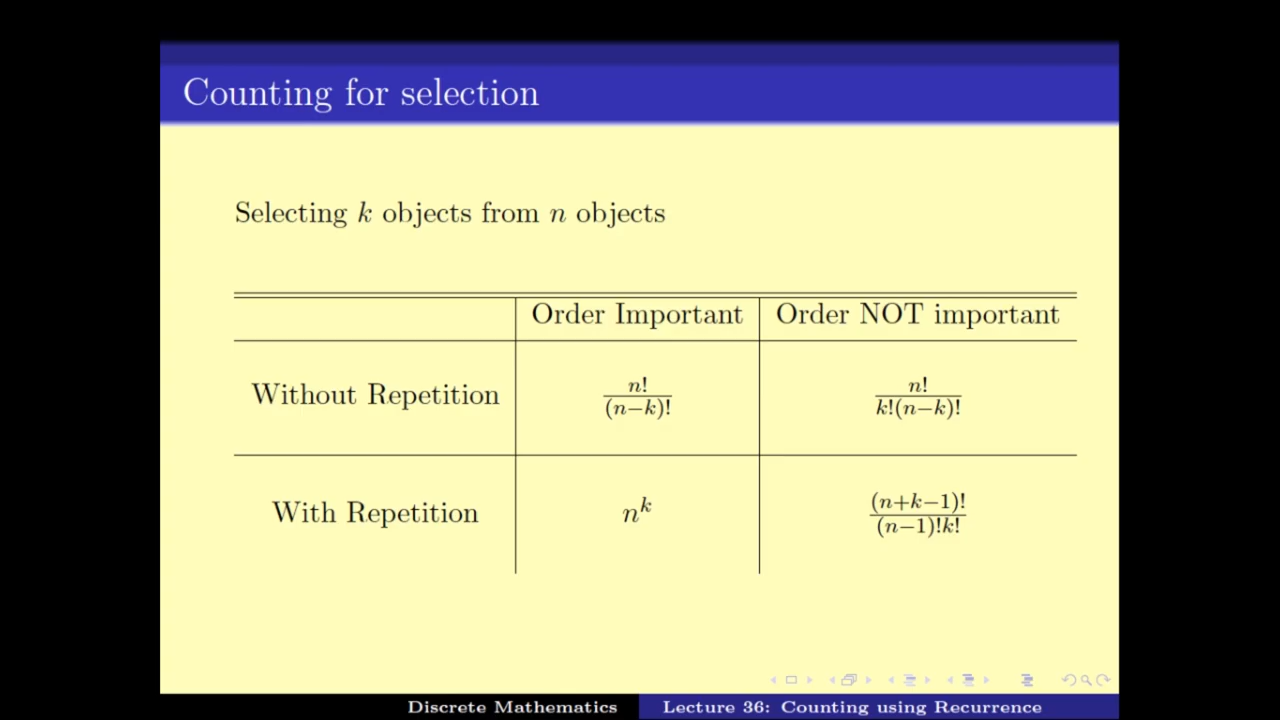 Counting for selection
Selecting k objects from n objects
Order Important Order NOT important
Without Repetition n!/(n−k)! n!/k!(n−k)!
With Repetition n^k (n+k−1)!/(n−1)!k!
Discrete Mathematics Lecture 36: Counting using Recurrence